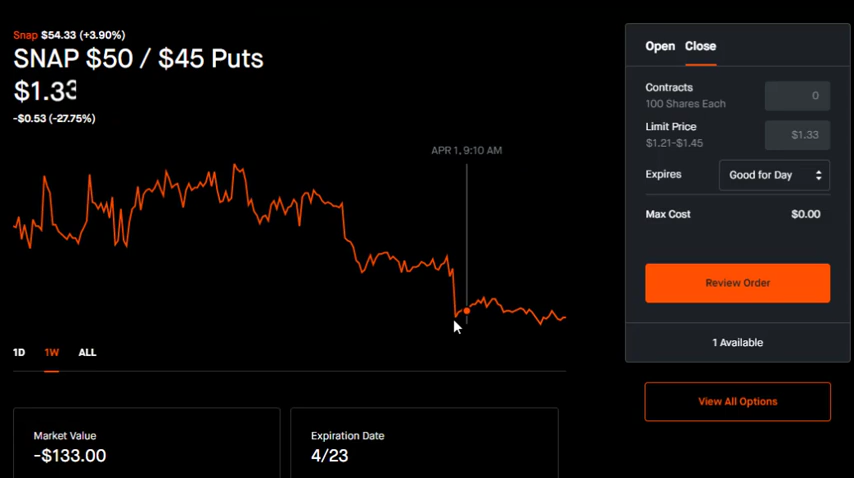 Snap $54.33 (+3.90%)
SNAP $50 / $45 Puts
$1.33
-$0.53 (-27.75%)
APR 1, 9:10 AM
1D 1W ALL
Market Value
-$133.00
Expiration Date
4/23
Open Close
Contracts
100 Shares Each
0
Limit Price
$1.21-$1.45
$1.33
Expires
Good for Day
Max Cost
$0.00
Review Order
1 Available
View All Options